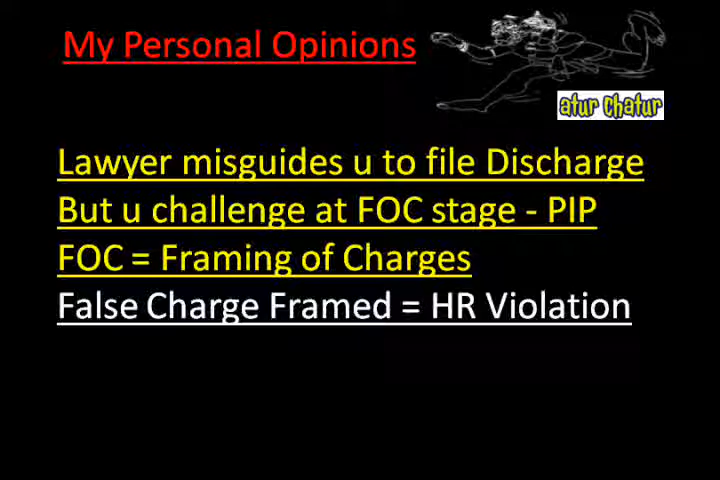 My Personal Opinions
atur chatur
Lawyer misguides u to file Discharge
But u challenge at FOC stage - PIP
FOC = Framing of Charges
False Charge Framed = HR Violation